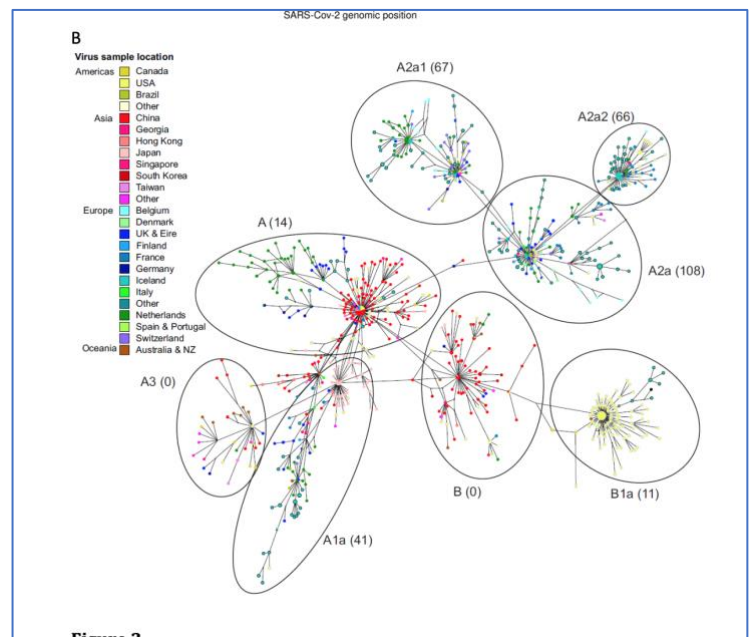 SARS-Cov-2 genomic position
B
Virus sample location
Americas
Canada
USA
Brazil
Other
Asia
China
Georgia
Hong Kong
Japan
Singapore
South Korea
Taiwan
Other
Europe
Belgium
Denmark
UK & Eire
Finland
France
Germany
Iceland
Italy
Other
Netherlands
Spain & Portugal
Switzerland
Oceania
Australia & NZ
A2a1 (67)
A2a2 (66)
A (14)
A2a (108)
A3 (0)
B (0)
B1a (11)
A1a (41)